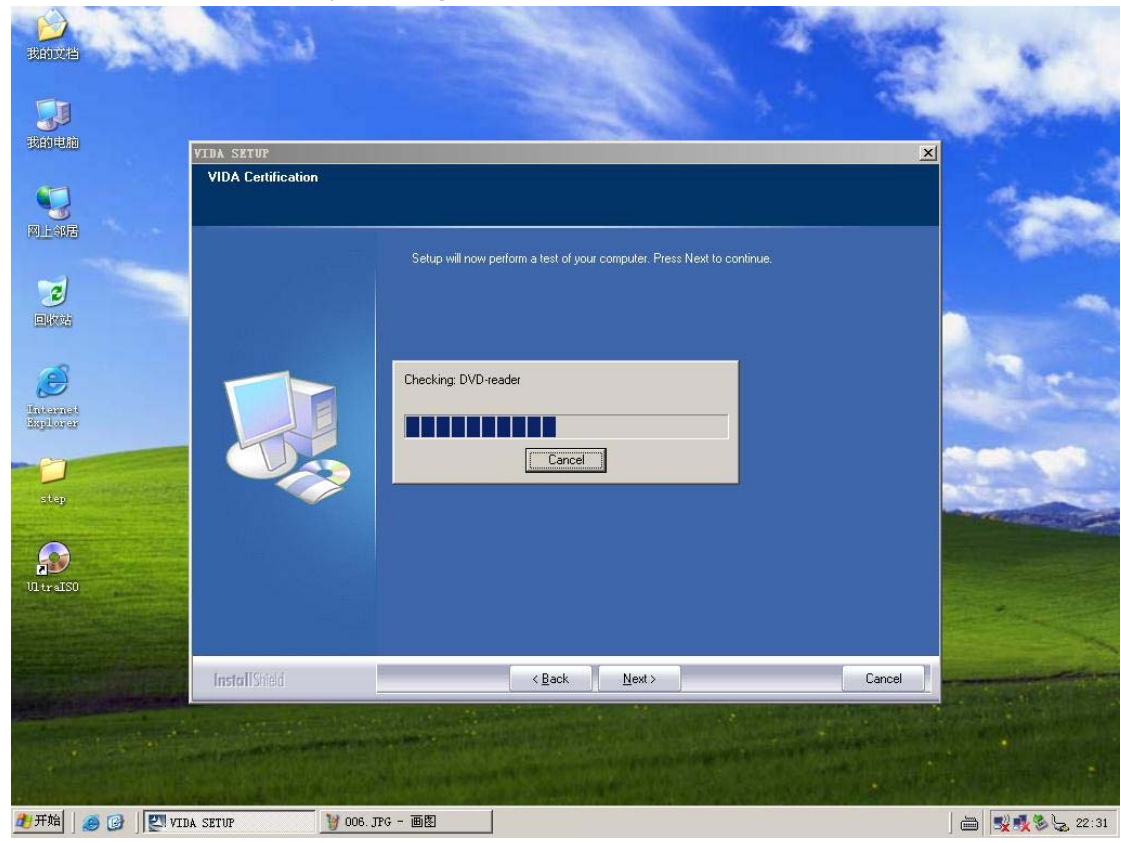 我的文档
我的电脑
网上邻居
回收站
Internet
Explorer
step
UltraISO
VIDA SETUP
VIDA Certification
Setup will now perform a test of your computer. Press Next to continue.
Checking: DVD-reader
Cancel
InstallShield
< Back
Next >
Cancel
开始
VIDA SETUP
006.JPG - 画图
22:31